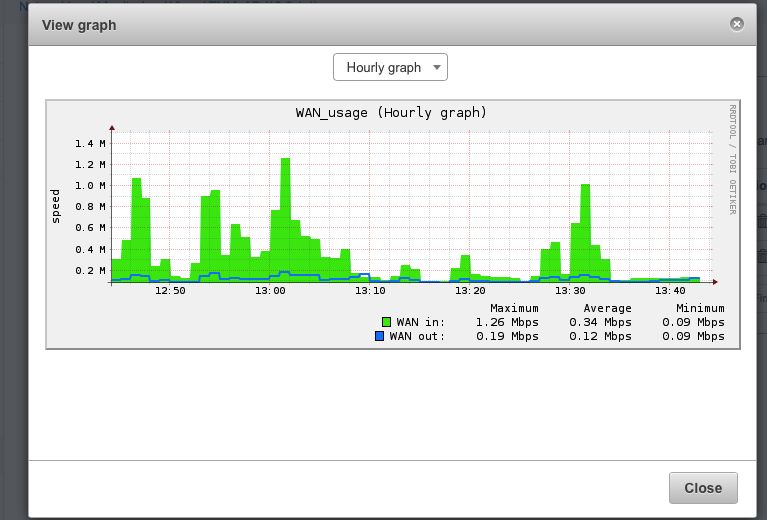 View graph
Hourly graph
WAN_usage (Hourly graph)
RRDTOOL / TOBI OETIKER
speed
1.4 M
1.2 M
1.0 M
0.8 M
0.6 M
0.4 M
0.2 M
12:50 13:00 13:10 13:20 13:30 13:40
Maximum Average Minimum
WAN in: 1.26 Mbps 0.34 Mbps 0.09 Mbps
WAN out: 0.19 Mbps 0.12 Mbps 0.09 Mbps
Close